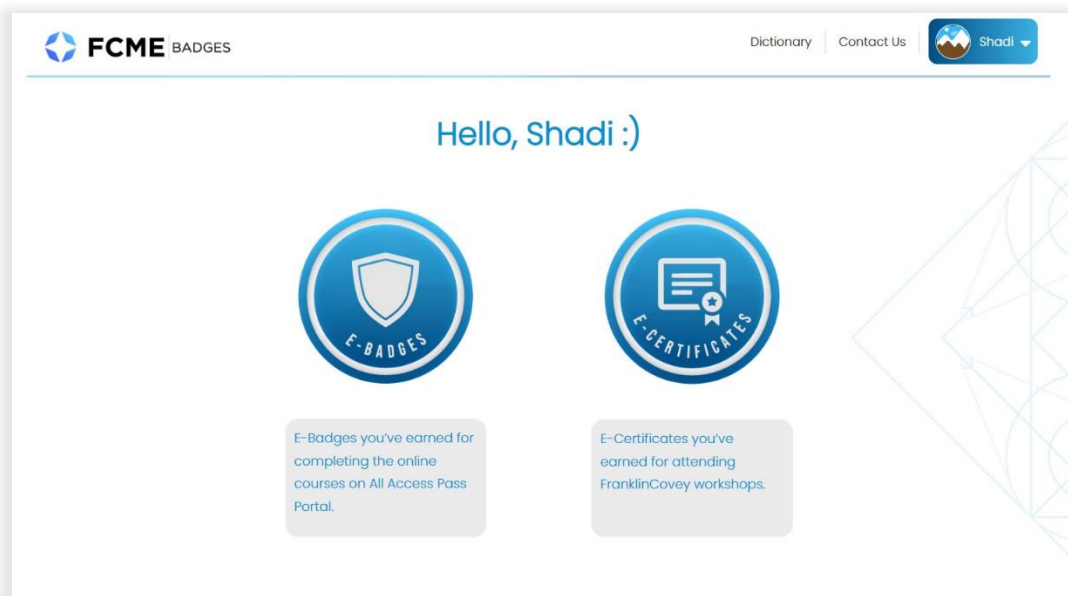 FCME BADGES
Dictionary
Contact Us
Shadi
Hello, Shadi :)
E-BADGES
E-CERTIFICATES
E-Badges you've earned for
completing the online
courses on All Access Pass
Portal.
E-Certificates you've
earned for attending
FranklinCovey workshops.